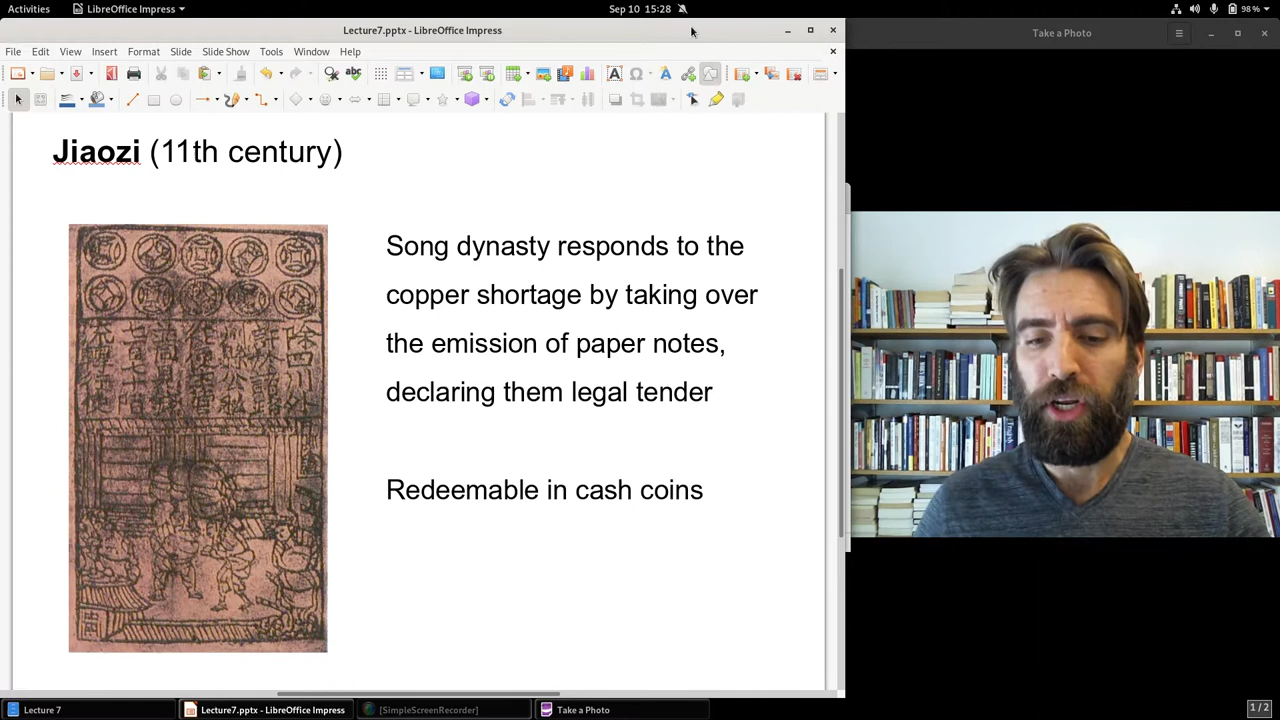 Activities
LibreOffice Impress
Sep 10 15:28
98%
Lecture7.pptx - LibreOffice Impress
Take a Photo
File Edit View Insert Format Slide Slide Show Tools Window Help
Jiaozi (11th century)
Song dynasty responds to the
copper shortage by taking over
the emission of paper notes,
declaring them legal tender
Redeemable in cash coins
Lecture 7
Lecture7.pptx - LibreOffice Impress
[SimpleScreenRecorder]
Take a Photo
1 / 2